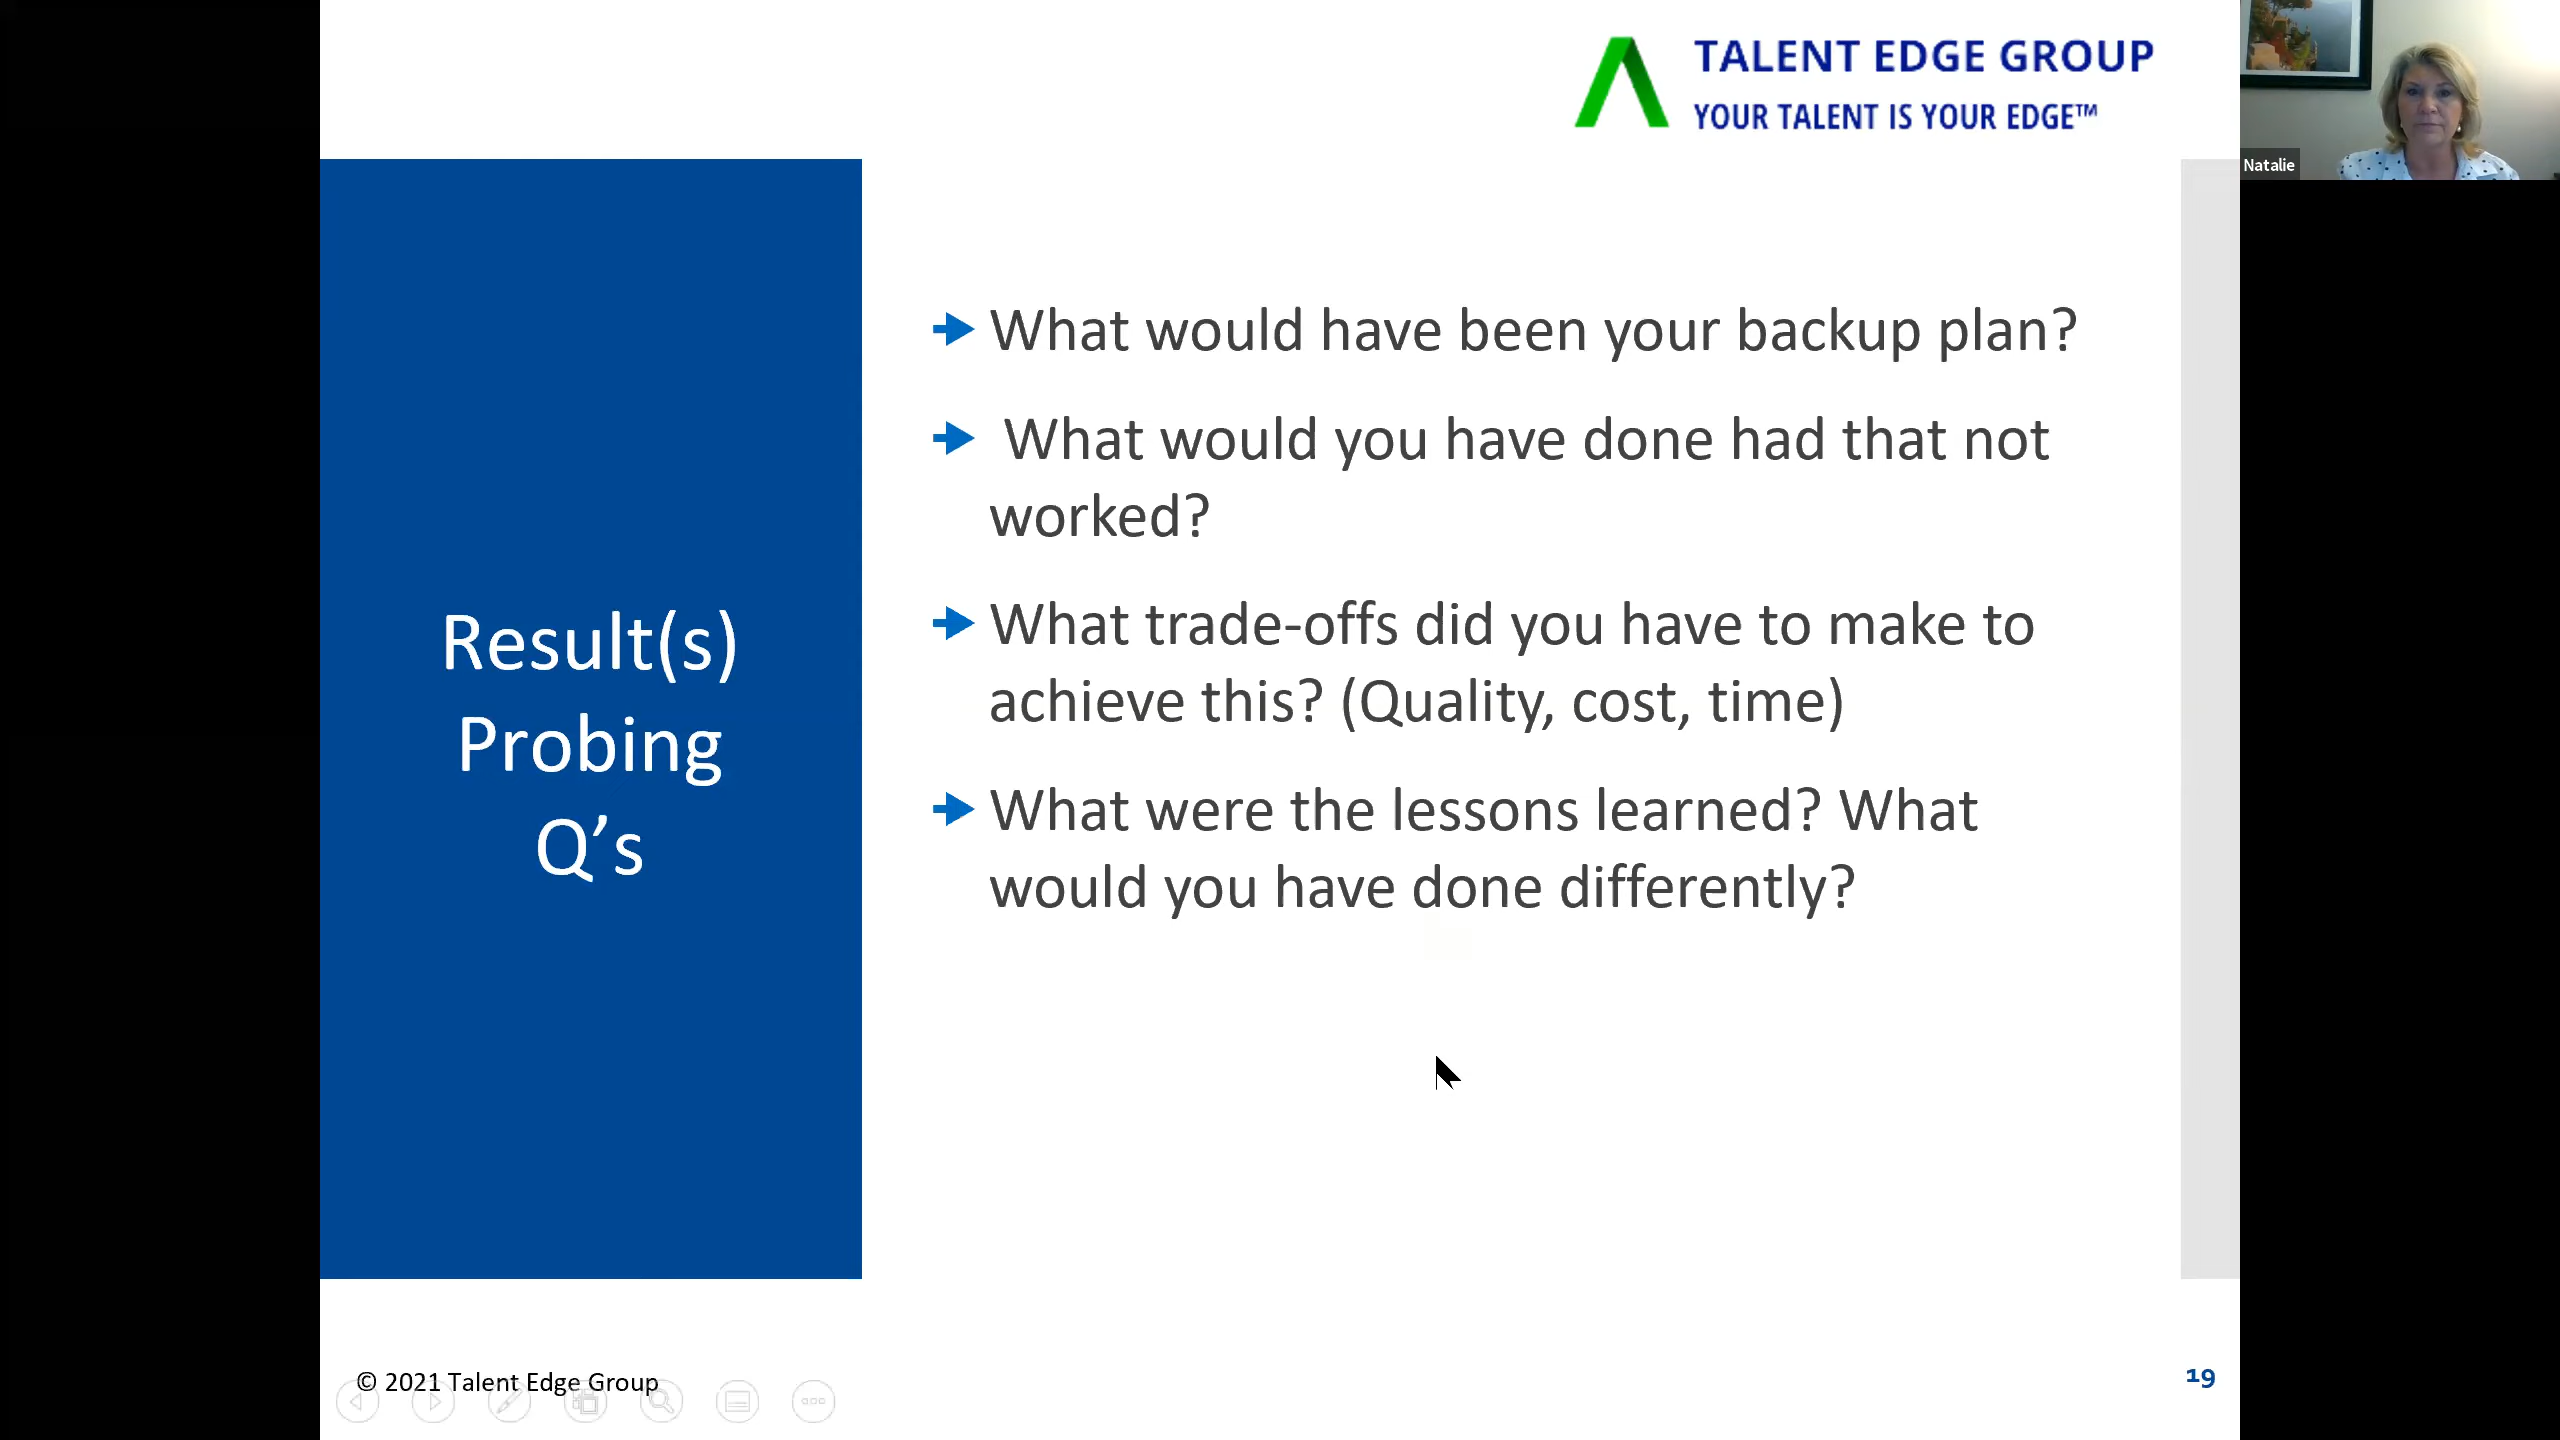 TALENT EDGE GROUP
YOUR TALENT IS YOUR EDGE™
Natalie
Result(s)
Probing
Q’s
What would have been your backup plan?
What would you have done had that not
worked?
What trade-offs did you have to make to
achieve this? (Quality, cost, time)
What were the lessons learned? What
would you have done differently?
© 2021 Talent Edge Group
19